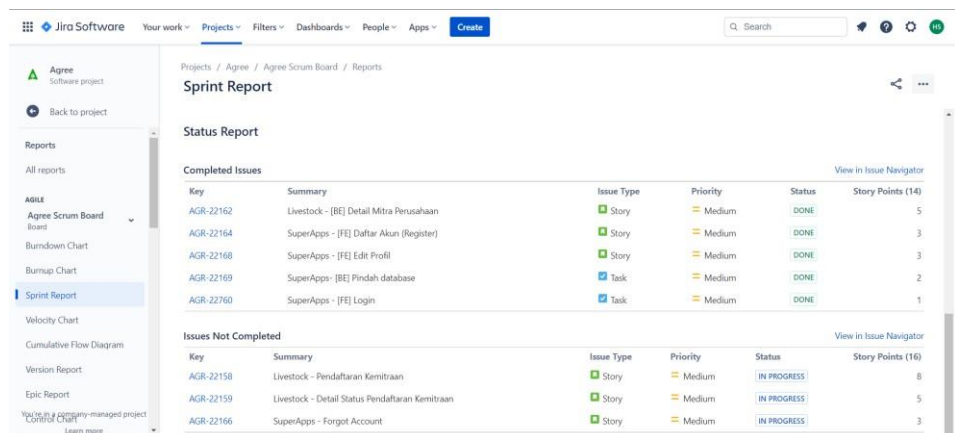 Jira Software Your work Projects Filters Dashboards People Apps Create Search HS
Agree
Software project
Back to project
Reports
All reports
AGILE
Agree Scrum Board
Board
Burndown Chart
Burnup Chart
Sprint Report
Velocity Chart
Cumulative Flow Diagram
Version Report
Epic Report
You're in a company-managed project
Control Chart
Learn more
Projects / Agree / Agree Scrum Board / Reports
Sprint Report
Status Report
Completed Issues View in Issue Navigator
Key Summary Issue Type Priority Status Story Points (14)
AGR-22162 Livestock - [BE] Detail Mitra Perusahaan Story Medium DONE 5
AGR-22164 SuperApps - [FE] Daftar Akun (Register) Story Medium DONE 3
AGR-22168 SuperApps - [FE] Edit Profil Story Medium DONE 3
AGR-22169 SuperApps- [BE] Pindah database Task Medium DONE 2
AGR-22760 SuperApps - [FE] Login Task Medium DONE 1
Issues Not Completed View in Issue Navigator
Key Summary Issue Type Priority Status Story Points (16)
AGR-22158 Livestock - Pendaftaran Kemitraan Story Medium IN PROGRESS 8
AGR-22159 Livestock - Detail Status Pendaftaran Kemitraan Story Medium IN PROGRESS 5
AGR-22166 SuperApps - Forgot Account Story Medium IN PROGRESS 3